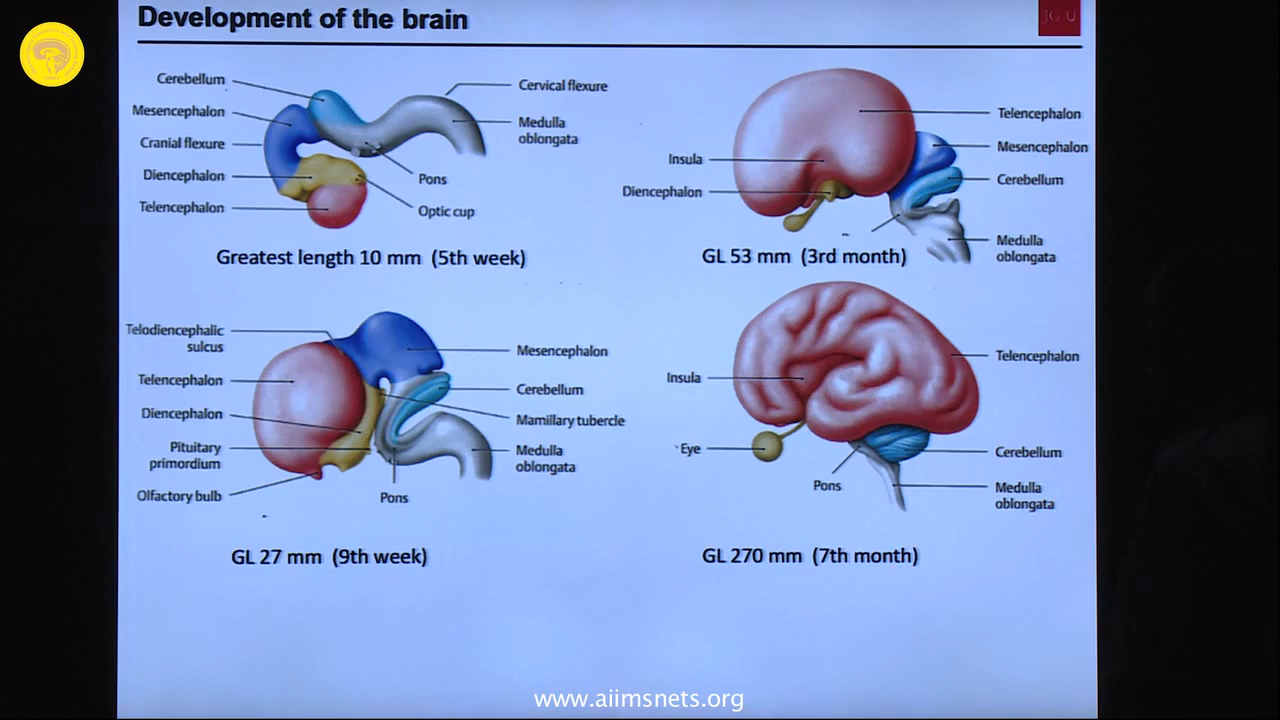 Development of the brain
JG U
Cerebellum
Mesencephalon
Cranial flexure
Diencephalon
Telencephalon
Cervical flexure
Medulla
oblongata
Pons
Optic cup
Greatest length 10 mm (5th week)
Insula
Diencephalon
Telencephalon
Mesencephalon
Cerebellum
Medulla
oblongata
GL 53 mm (3rd month)
Telodiencephalic
sulcus
Telencephalon
Diencephalon
Pituitary
primordium
Olfactory bulb
Mesencephalon
Cerebellum
Mamillary tubercle
Medulla
oblongata
Pons
GL 27 mm (9th week)
Insula
Eye
Pons
Telencephalon
Cerebellum
Medulla
oblongata
GL 270 mm (7th month)
www.aiimsnets.org